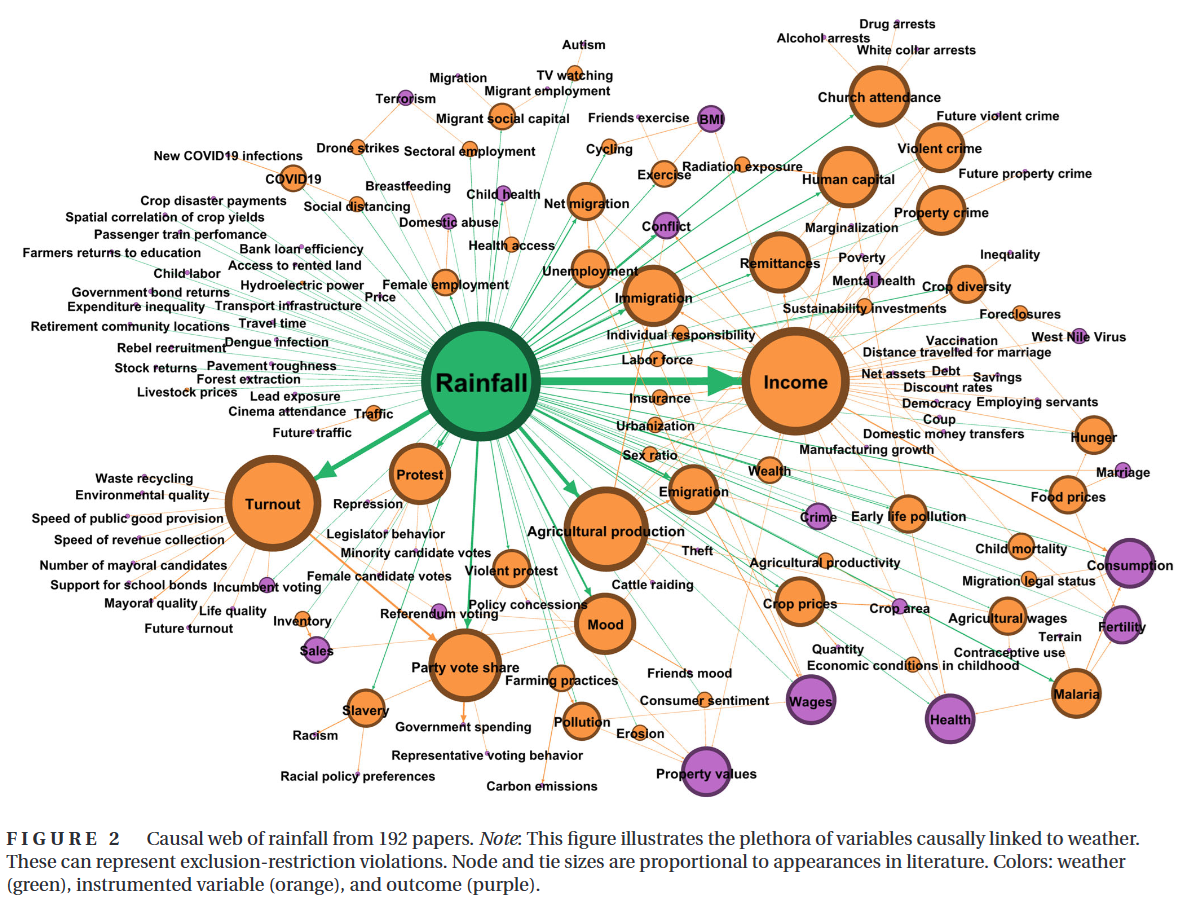 Drug arrests
Alcohol arrests
White collar arrests
Autism
TV watching
Migration
Migrant employment
Terrorism
Church attendance
Migrant social capital
Friends exercise
BMI
Future violent crime
Drone strikes
Sectoral employment
Cycling
Violent crime
New COVID19 infections
Radiation exposure
COVID19
Exercise
Human capital
Future property crime
Breastfeeding
Child health
Crop disaster payments
Social distancing
Net migration
Property crime
Spatial correlation of crop yields
Domestic abuse
Conflict
Marginalization
Passenger train perfomance
Health access
Farmers returns to education
Bank loan efficiency
Inequality
Access to rented land
Unemployment
Remittances
Poverty
Child labor
Hydroelectric power
Female employment
Mental health
Crop diversity
Government bond returns
Price
Immigration
Expenditure inequality
Transport infrastructure
Sustainability investments
Foreclosures
Retirement community locations
Travel time
Individual responsibility
West Nile Virus
Rebel recruitment
Dengue infection
Vaccination
Distance travelled for marriage
Stock returns
Pavement roughness
Labor force
Net assets
Debt
Savings
Forest extraction
Rainfall
Income
Discount rates
Livestock prices
Lead exposure
Insurance
Democracy
Employing servants
Cinema attendance
Traffic
Coup
Future traffic
Urbanization
Domestic money transfers
Hunger
Sex ratio
Manufacturing growth
Waste recycling
Protest
Wealth
Marriage
Environmental quality
Turnout
Repression
Emigration
Food prices
Speed of public good provision
Crime
Early life pollution
Speed of revenue collection
Legislator behavior
Agricultural production
Minority candidate votes
Theft
Child mortality
Number of mayoral candidates
Violent protest
Agricultural productivity
Consumption
Support for school bonds
Incumbent voting
Female candidate votes
Cattle raiding
Migration legal status
Mayoral quality
Life quality
Policy concessions
Crop prices
Crop area
Referendum voting
Agricultural wages
Future turnout
Inventory
Mood
Fertility
Terrain
Sales
Quantity
Contraceptive use
Party vote share
Economic conditions in childhood
Farming practices
Friends mood
Malaria
Slavery
Consumer sentiment
Wages
Government spending
Pollution
Health
Racism
Erosion
Representative voting behavior
Racial policy preferences
Property values
Carbon emissions
FIGURE 2 Causal web of rainfall from 192 papers. Note: This figure illustrates the plethora of variables causally linked to weather.
These can represent exclusion-restriction violations. Node and tie sizes are proportional to appearances in literature. Colors: weather
(green), instrumented variable (orange), and outcome (purple).